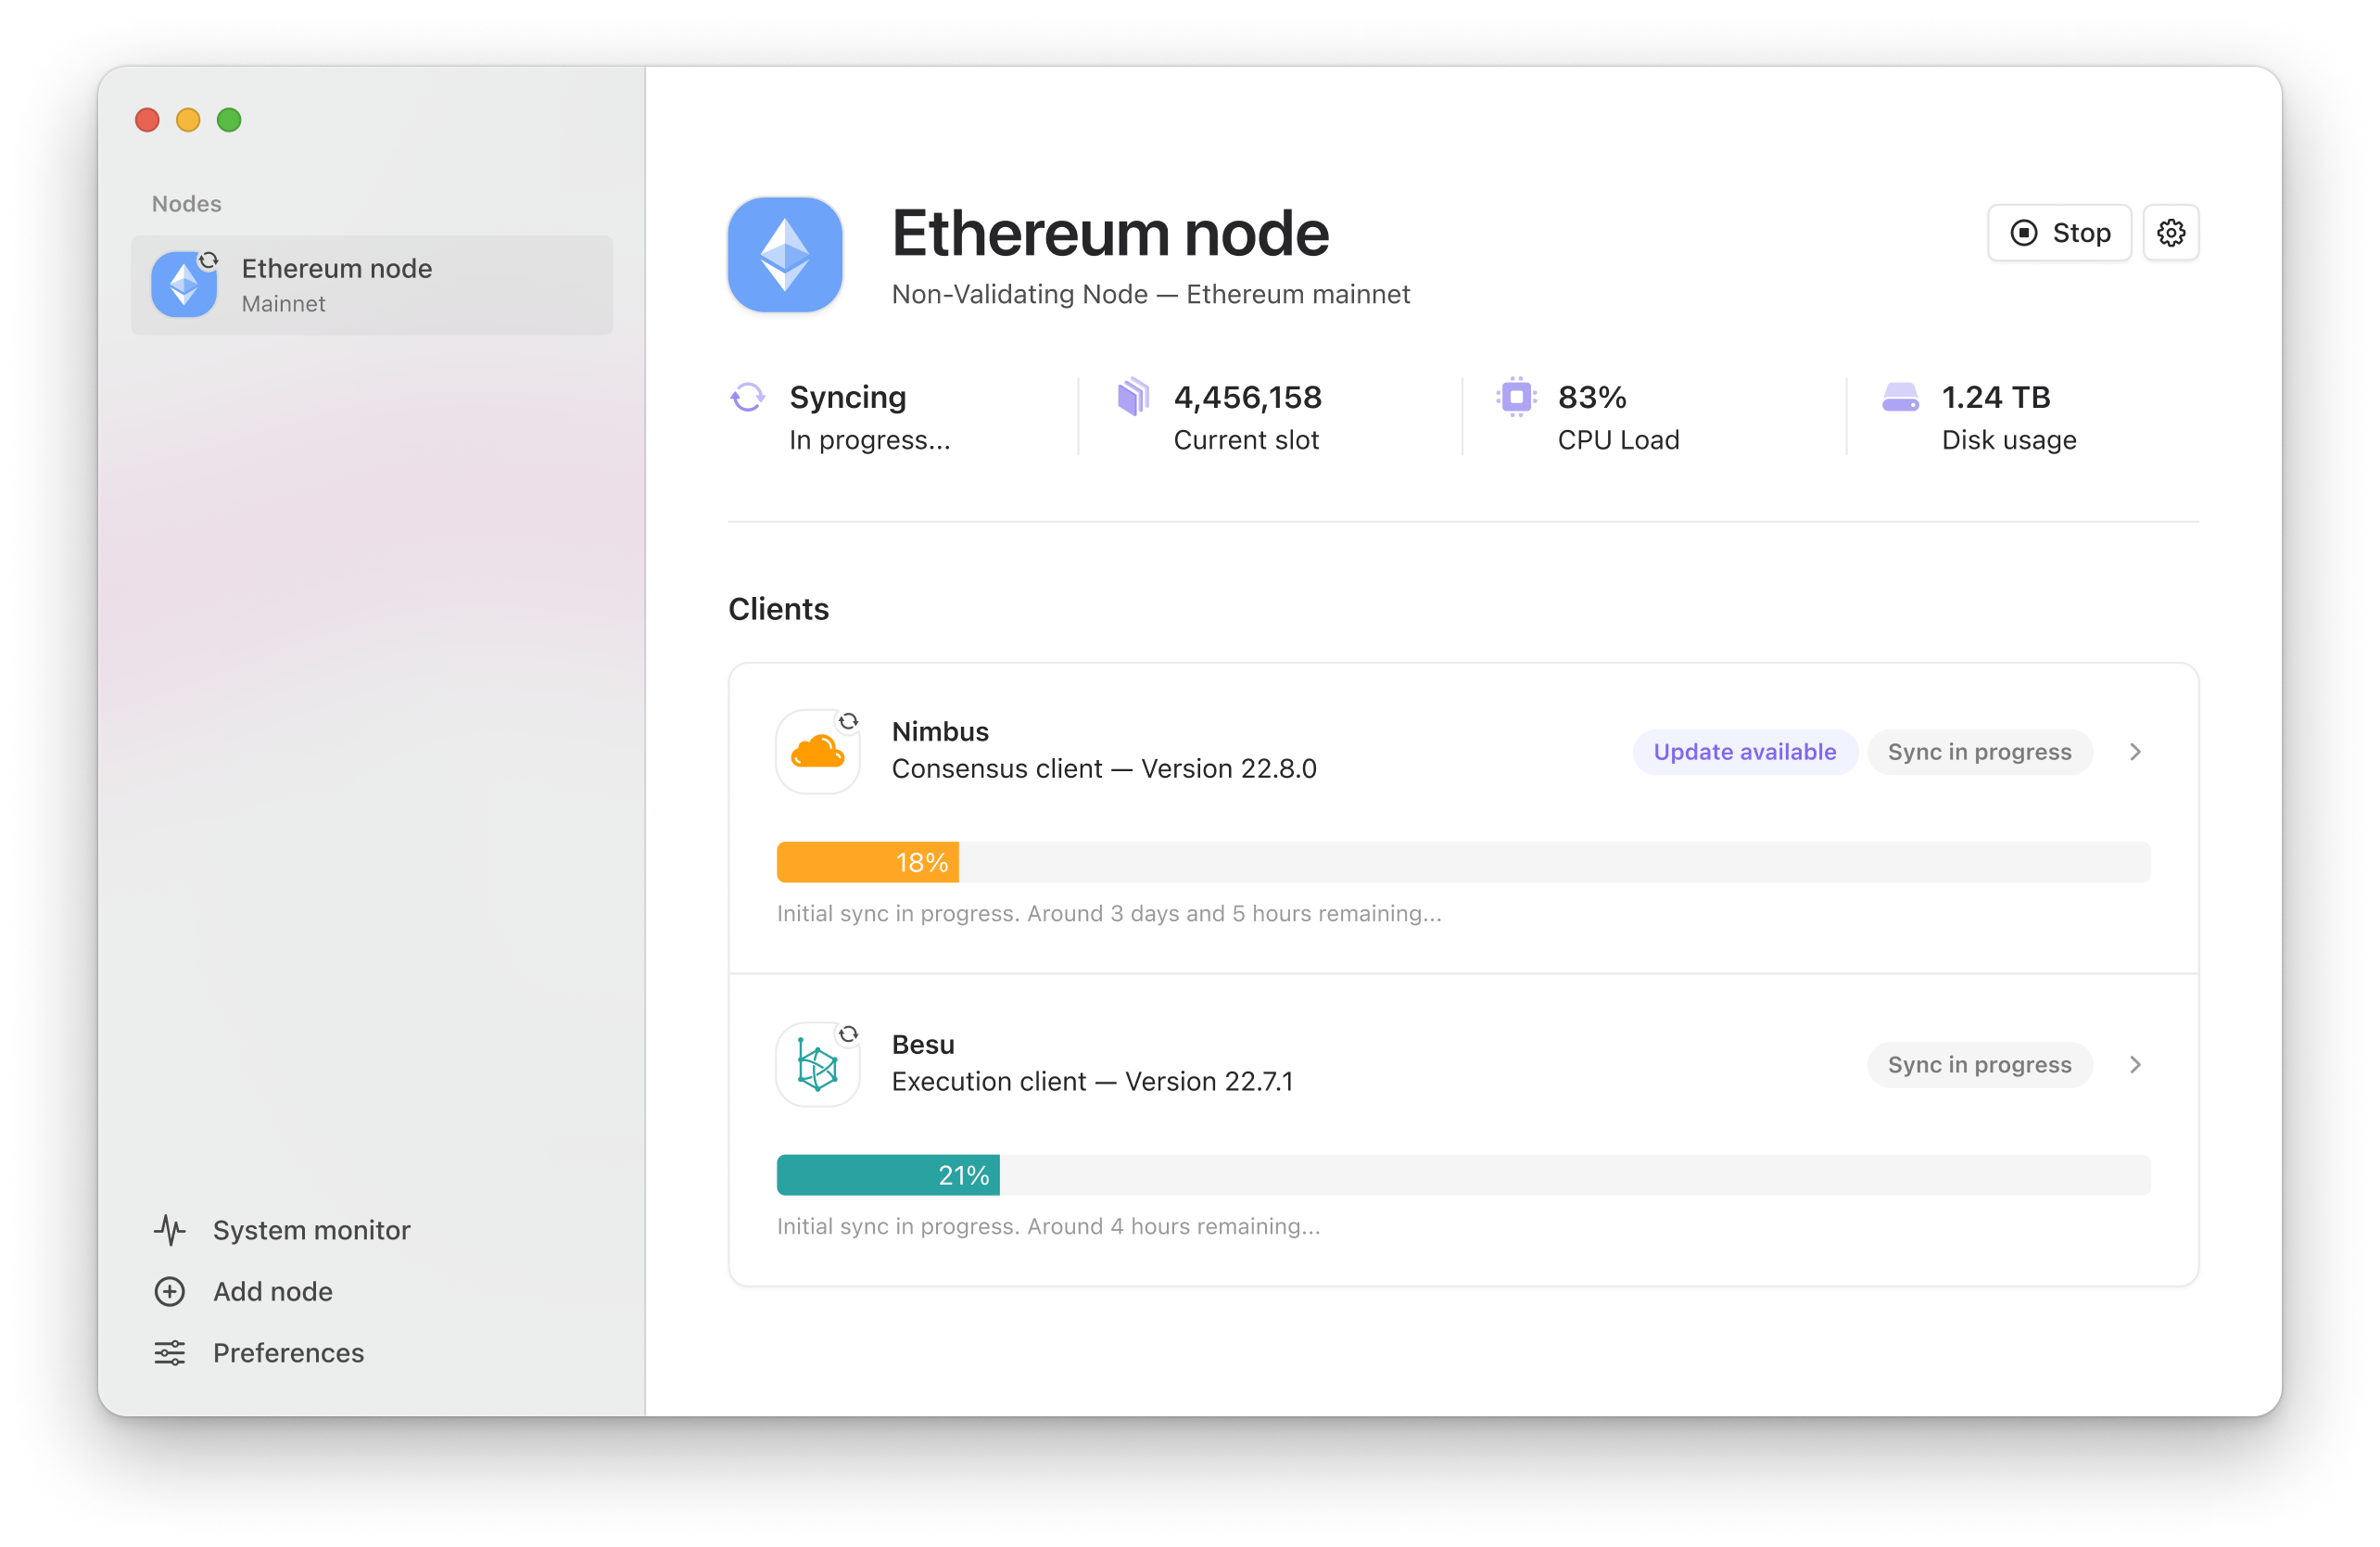 Nodes
Ethereum node
Mainnet
System monitor
Add node
Preferences
Ethereum node
Non-Validating Node — Ethereum mainnet
Stop
Syncing
In progress...
4,456,158
Current slot
83%
CPU Load
1.24 TB
Disk usage
Clients
Nimbus
Consensus client — Version 22.8.0
Update available
Sync in progress
18%
Initial sync in progress. Around 3 days and 5 hours remaining...
Besu
Execution client — Version 22.7.1
Sync in progress
21%
Initial sync in progress. Around 4 hours remaining...